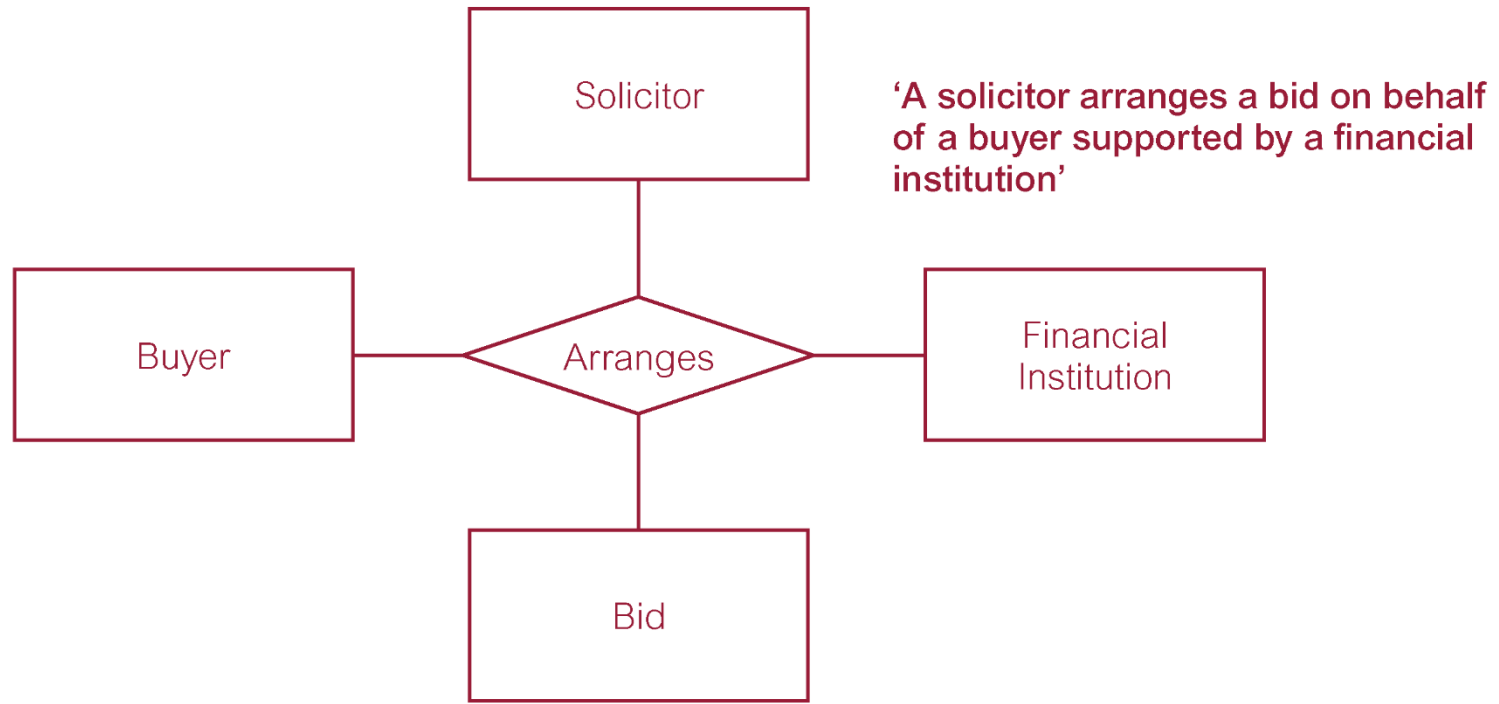 Solicitor
‘A solicitor arranges a bid on behalf
of a buyer supported by a financial
institution’
Buyer
Arranges
Financial
Institution
Bid